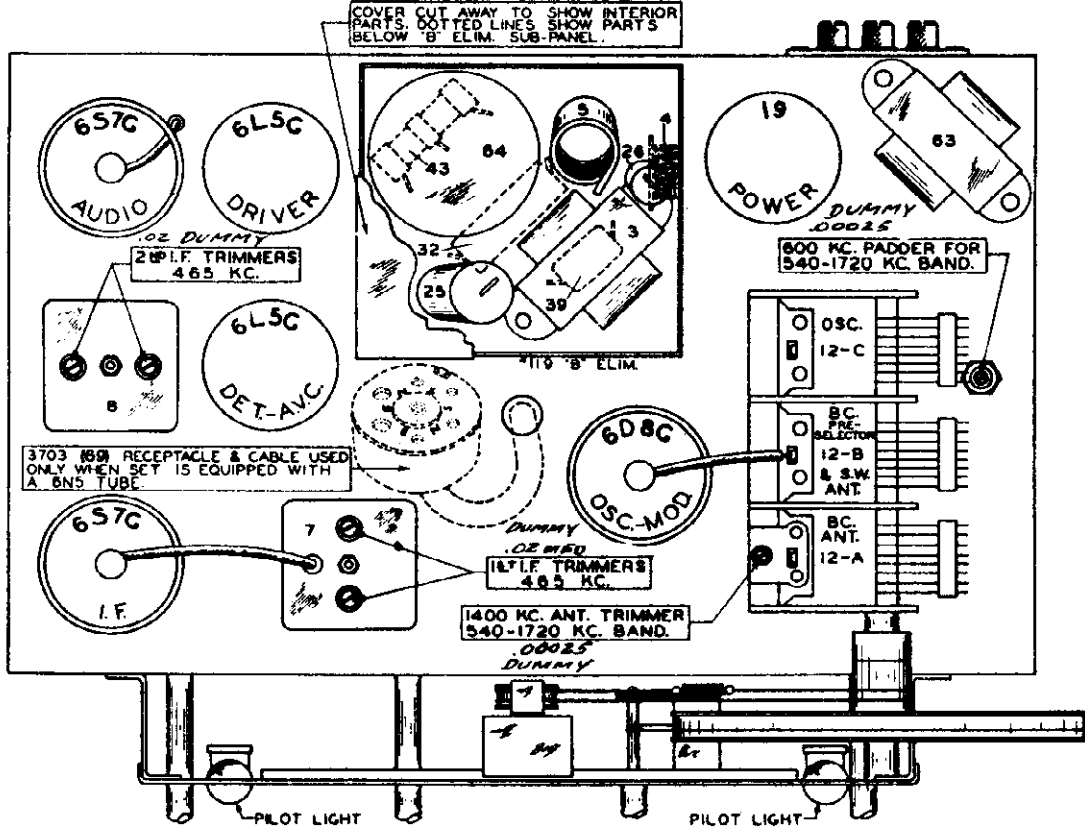 COVER CUT AWAY TO SHOW INTERIOR
PARTS. DOTTED LINES SHOW PARTS
BELOW "B" ELIM. SUB-PANEL.
6S7G
AUDIO
6L5G
DRIVER
43
64
5
26
4
19
POWER
63
.02 DUMMY
2ND I.F. TRIMMERS
465 KC.
32
3
25
39
DUMMY
.00025
600 KC. PADDER FOR
540-1720 KC. BAND.
8
6L5G
DET.-A.V.C.
119 "B" ELIM.
OSC.
12-C
3703 (69) RECEPTACLE & CABLE USED
ONLY WHEN SET IS EQUIPPED WITH
A 6N5 TUBE.
6D8G
OSC.-MOD.
B.C.
PRE-
SELECTOR
12-B
& S.W.
ANT.
6S7G
I.F.
7
DUMMY
.02 MFD
1ST I.F. TRIMMERS
465 KC.
B.C.
ANT.
12-A
1400 KC. ANT. TRIMMER
540-1720 KC. BAND.
.00025
DUMMY
PILOT LIGHT
PILOT LIGHT